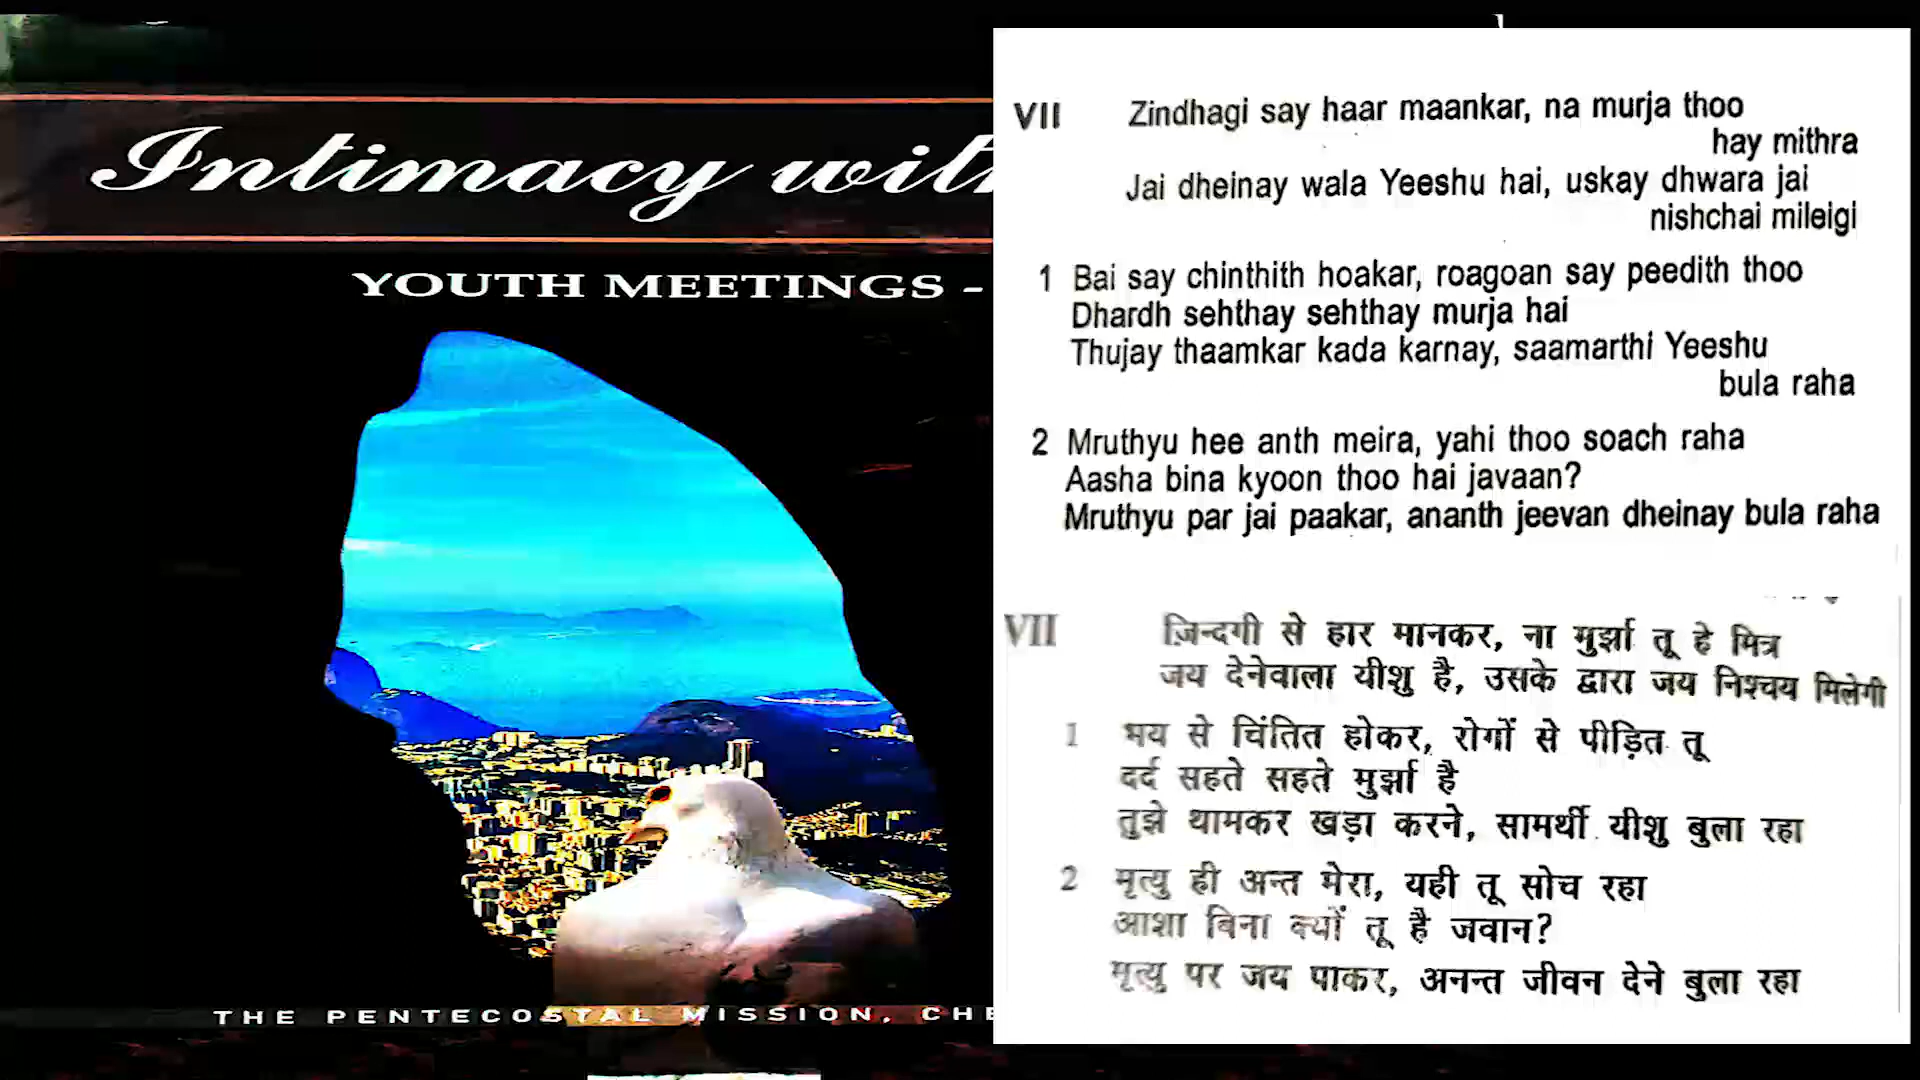 Intimacy
YOUTH MEETINGS -
THE PENTECOSTAL MISSION,
VII Zindhagi say haar maankar, na murja thoo
hay mithra
Jai dheinay wala Yeeshu hai, uskay dhwara jai
nishchai mileigi
1 Bai say chinthith hoakar, roagoan say peedith thoo
Dhardh sehthay sehthay murja hai
Thujay thaamkar kada karnay, saamarthi Yeeshu
bula raha
2 Mruthyu hee anth meira, yahi thoo soach raha
Aasha bina kyoon thoo hai javaan?
Mruthyu par jai paakar, ananth jeevan dheinay bula raha
VII ज़िन्दगी से हार मानकर, ना मुर्झा तू हे मित्र
जय देनेवाला यीशु है, उसके द्वारा जय निश्चय मिलेगी
1 भय से चिंतित होकर, रोगों से पीड़ित तू
दर्द सहते सहते मुर्झा है
तुझे थामकर खड़ा करने, सामर्थी यीशु बुला रहा
2 मृत्यु ही अन्त मेरा, यही तू सोच रहा
आशा बिना क्यों तू है जवान?
मृत्यु पर जय पाकर, अनन्त जीवन देने बुला रहा